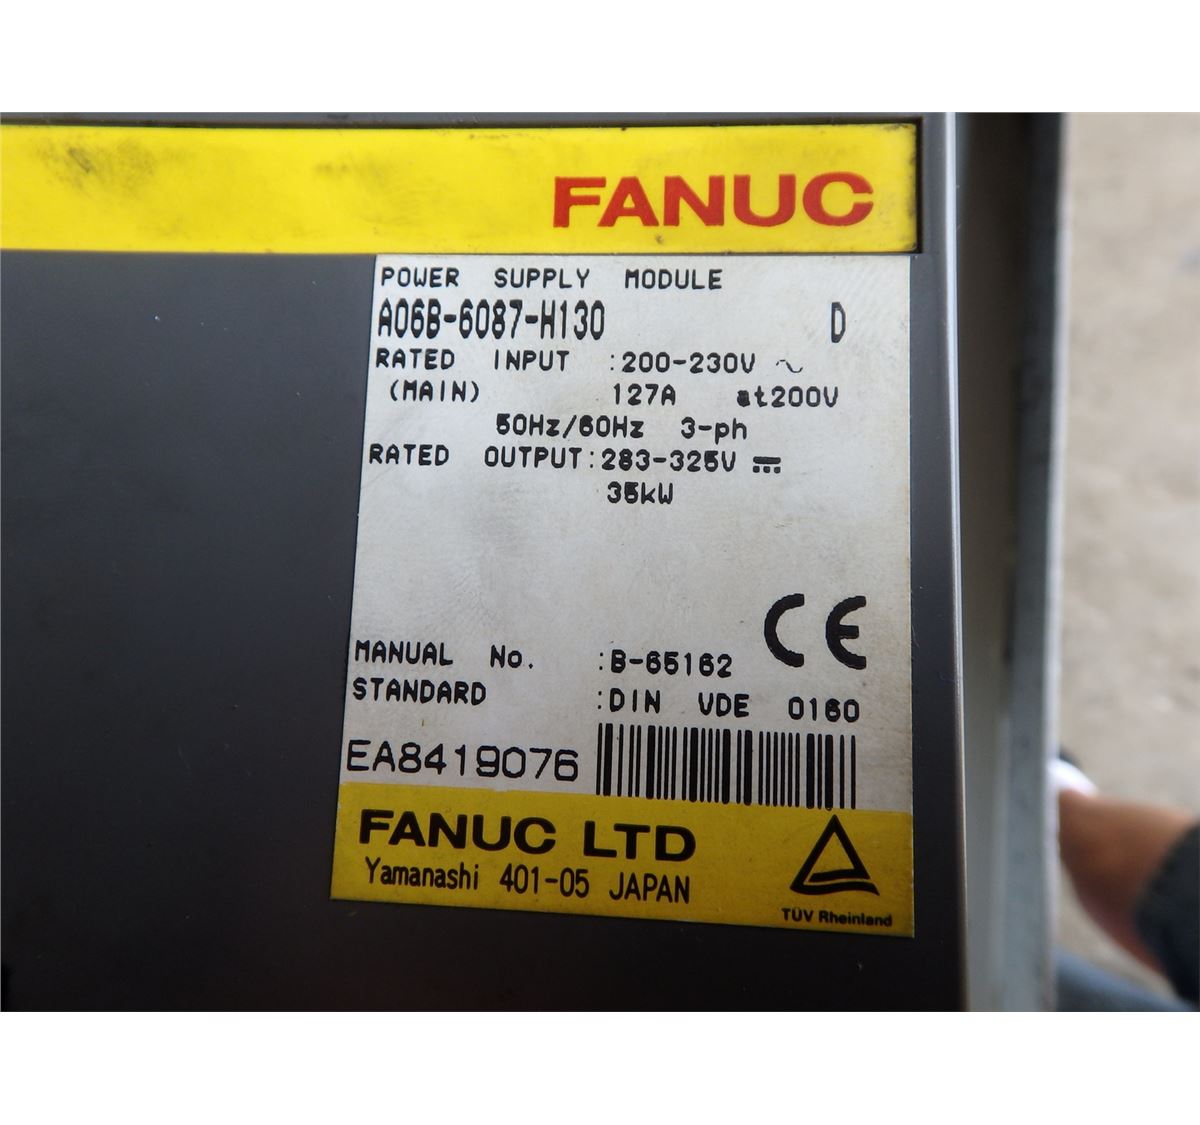 FANUC
POWER SUPPLY MODULE
A06B-6087-H130 D
RATED INPUT :200-230V ~
(MAIN) 127A at200V
50Hz/60Hz 3-ph
RATED OUTPUT:283-325V ⎓
35kW
CE
MANUAL No. :B-65162
STANDARD :DIN VDE 0160
EA8419076
FANUC LTD
Yamanashi 401-05 JAPAN
TÜV Rheinland